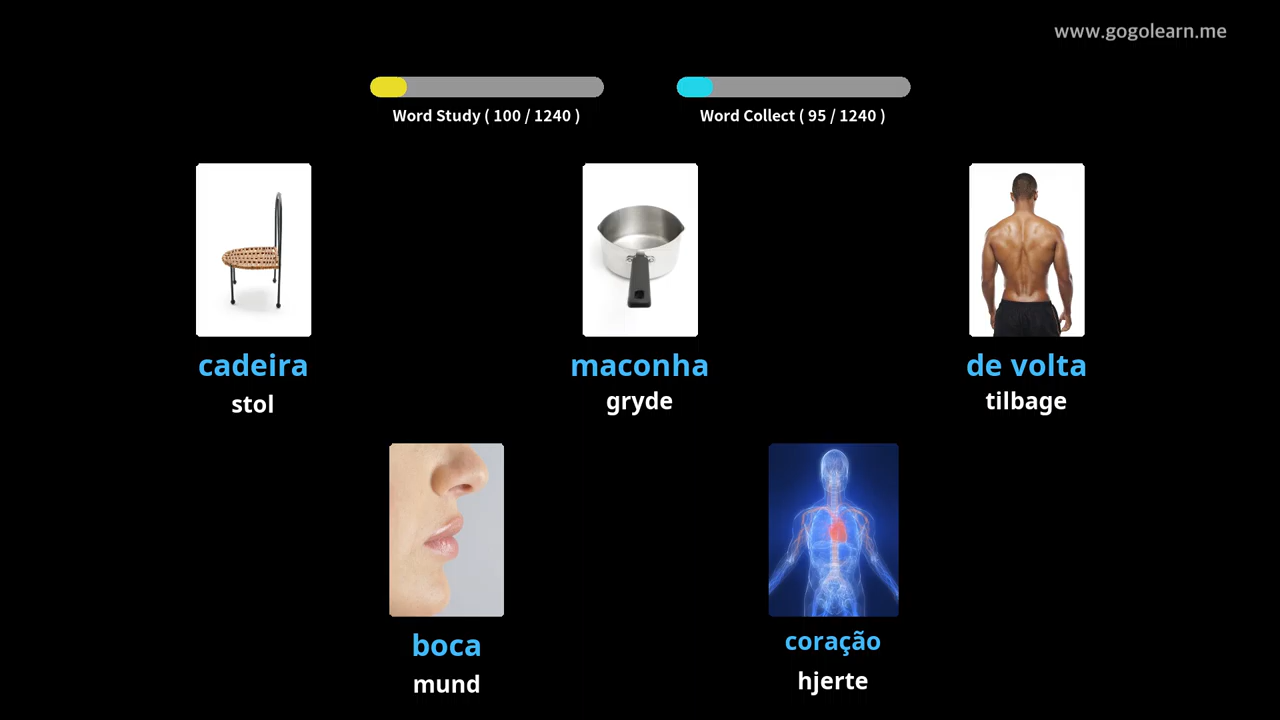 www.gogolearn.me
Word Study ( 100 / 1240 )
Word Collect ( 95 / 1240 )
cadeira
stol
maconha
gryde
de volta
tilbage
boca
mund
coração
hjerte